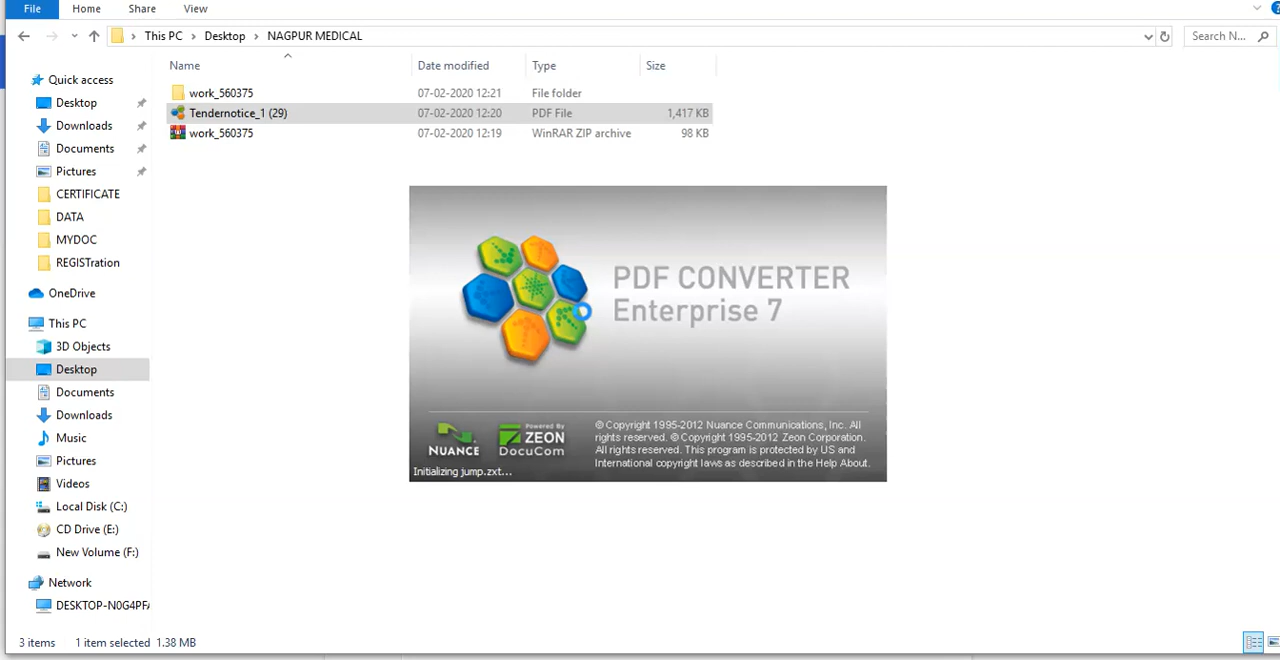 File Home Share View
This PC Desktop NAGPUR MEDICAL Search N...
Name Date modified Type Size
Quick access
Desktop
Downloads
Documents
Pictures
CERTIFICATE
DATA
MYDOC
REGISTration
OneDrive
This PC
3D Objects
Desktop
Documents
Downloads
Music
Pictures
Videos
Local Disk (C:)
CD Drive (E:)
New Volume (F:)
Network
DESKTOP-N0G4PF
work_560375 07-02-2020 12:21 File folder
Tendernotice_1 (29) 07-02-2020 12:20 PDF File 1,417 KB
work_560375 07-02-2020 12:19 WinRAR ZIP archive 98 KB
PDF CONVERTER
Enterprise 7
NUANCE
Powered By
ZEON
DocuCom
© Copyright 1995-2012 Nuance Communications, Inc. All
rights reserved. © Copyright 1995-2012 Zeon Corporation.
All rights reserved. This program is protected by US and
International copyright laws as described in the Help About.
Initializing jump.zxt...
3 items 1 item selected 1.38 MB